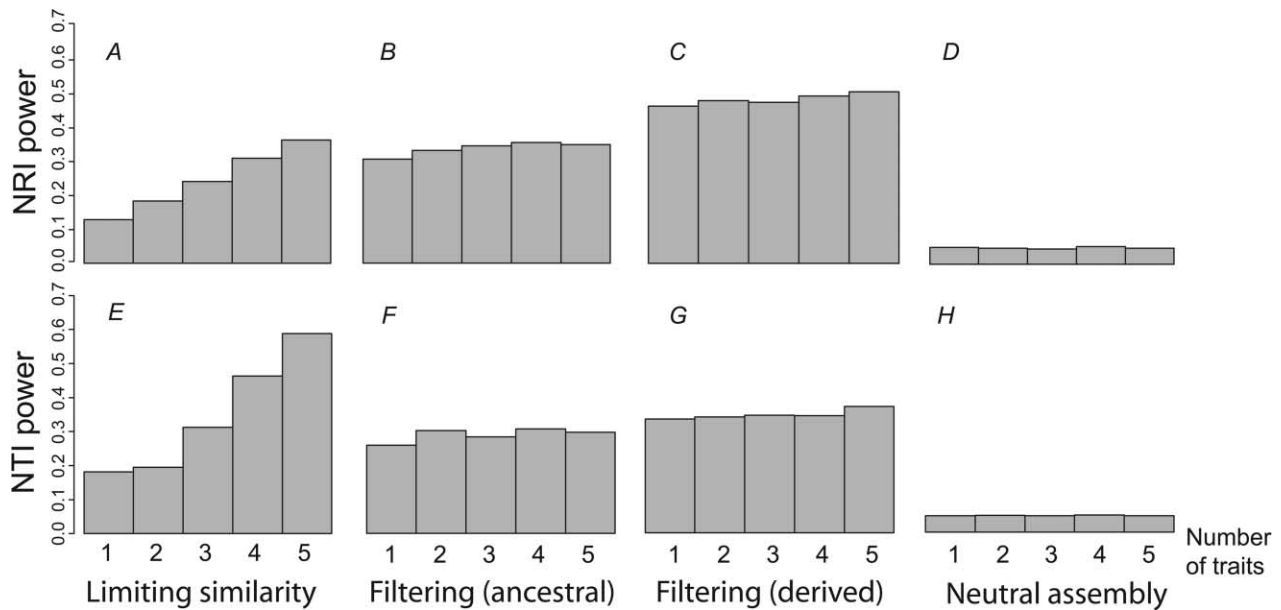 A
B
C
D
NRI power
0.0 0.1 0.2 0.3 0.4 0.5 0.6 0.7
E
F
G
H
NTI power
0.0 0.1 0.2 0.3 0.4 0.5 0.6 0.7
1 2 3 4 5
1 2 3 4 5
1 2 3 4 5
1 2 3 4 5
Number
of traits
Limiting similarity
Filtering (ancestral)
Filtering (derived)
Neutral assembly